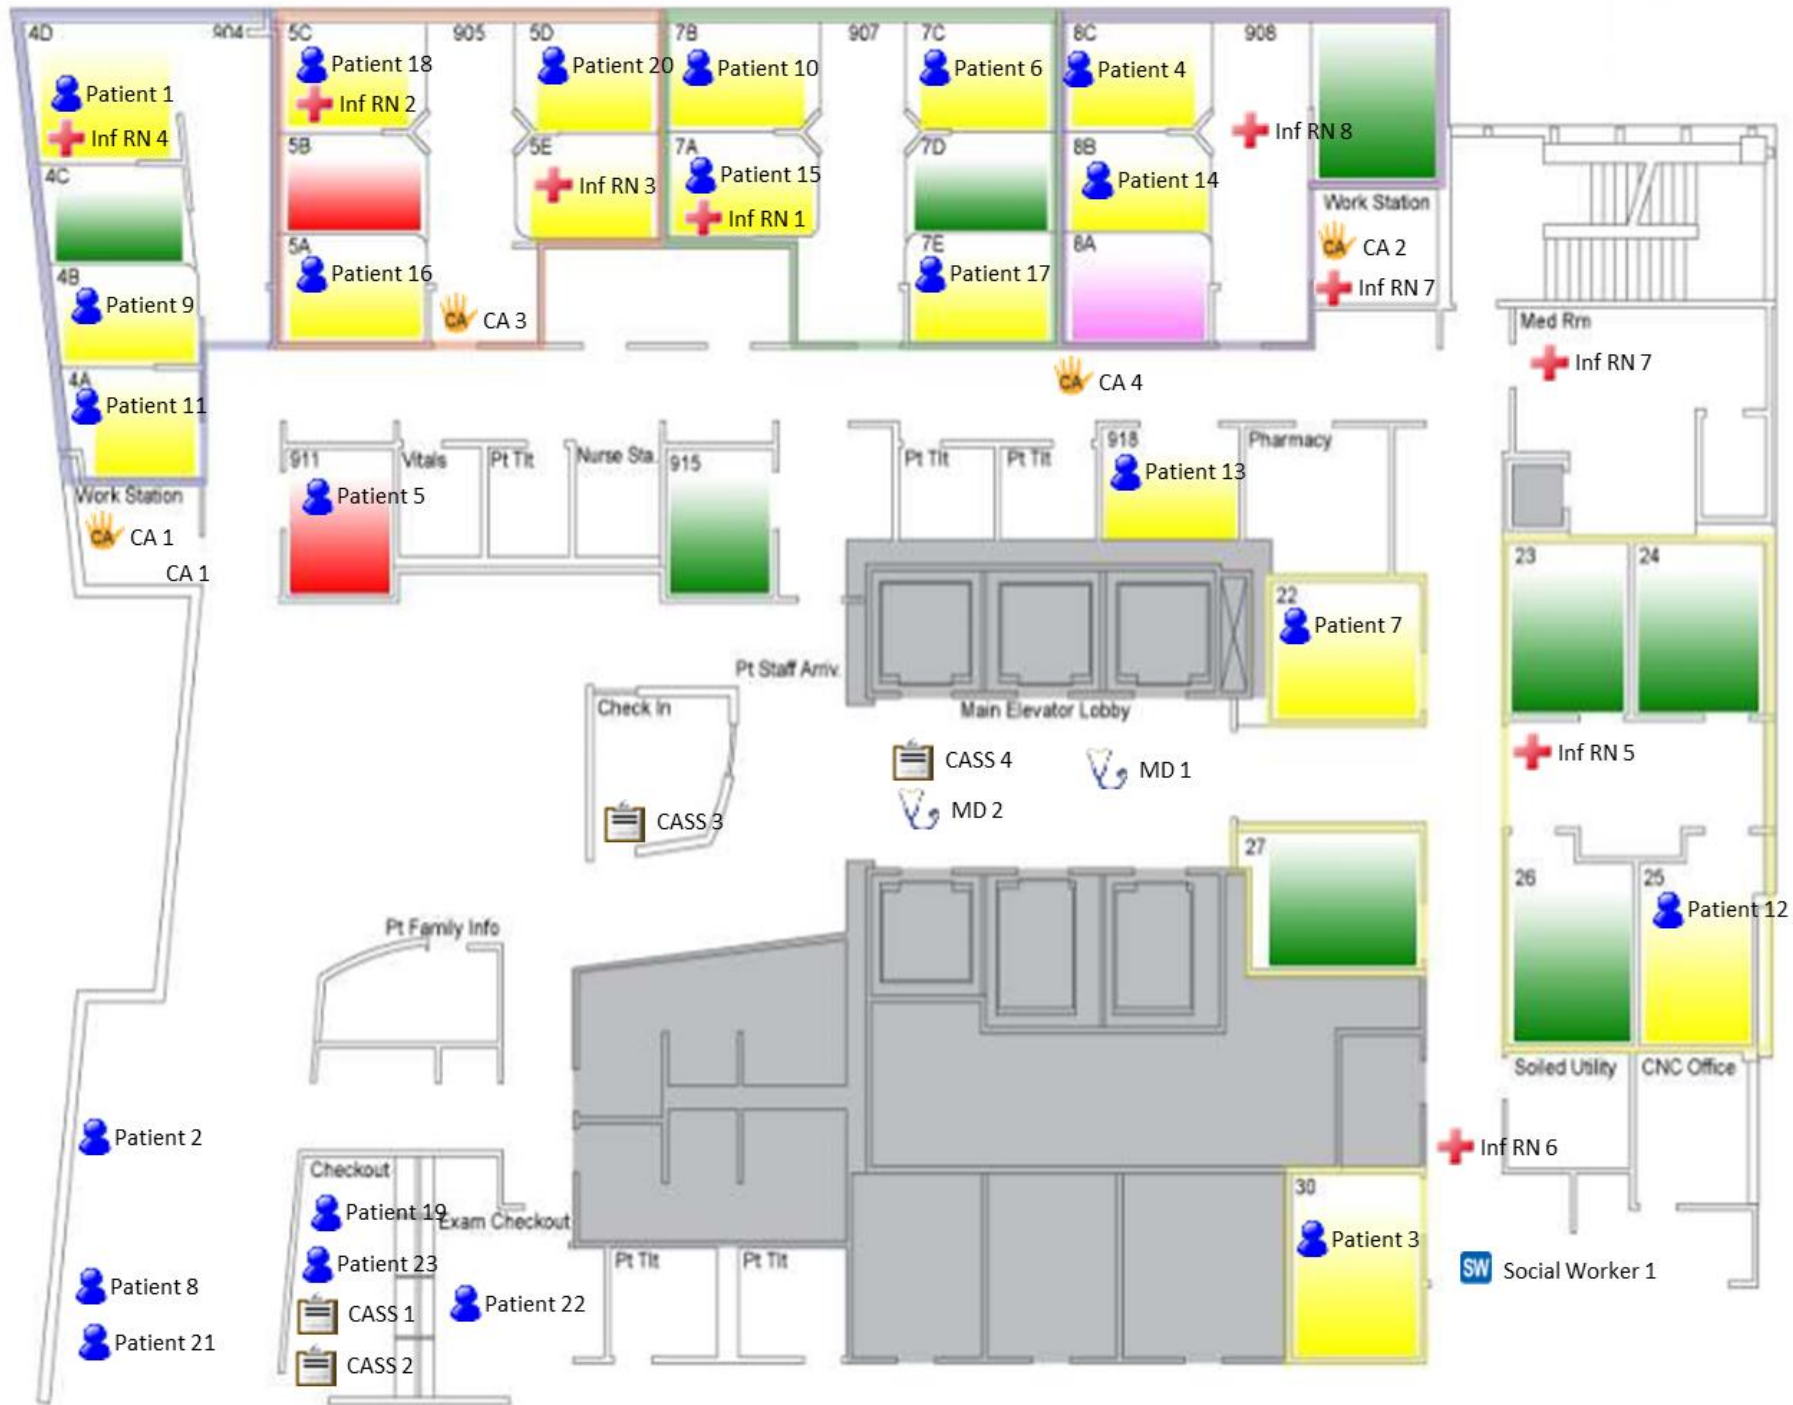 4D
904
5C
905
5D
7B
907
7C
8C
908
Patient 1
Inf RN 4
Patient 18
Inf RN 2
Patient 20
Patient 10
Patient 6
Patient 4
Inf RN 8
4C
5B
5E
Inf RN 3
7A
Patient 15
Inf RN 1
7D
8B
Patient 14
Work Station
CA
CA 2
Inf RN 7
4B
Patient 9
5A
Patient 16
CA
CA 3
7E
Patient 17
8A
Med Rm
Inf RN 7
4A
Patient 11
CA
CA 4
Work Station
CA
CA 1
CA 1
911
Patient 5
Vitals
Pt Tlt
Nurse Sta.
915
Pt Tlt
Pt Tlt
918
Patient 13
Pharmacy
22
Patient 7
23
24
Pt Staff Arriv.
Main Elevator Lobby
Check In
CASS 3
CASS 4
MD 1
MD 2
Inf RN 5
27
26
25
Patient 12
Pt Family Info
Soiled Utility
CNC Office
Patient 2
Inf RN 6
Checkout
Patient 19
Exam Checkout
Patient 23
CASS 1
CASS 2
Patient 22
Pt Tlt
Pt Tlt
30
Patient 3
SW
Social Worker 1
Patient 8
Patient 21